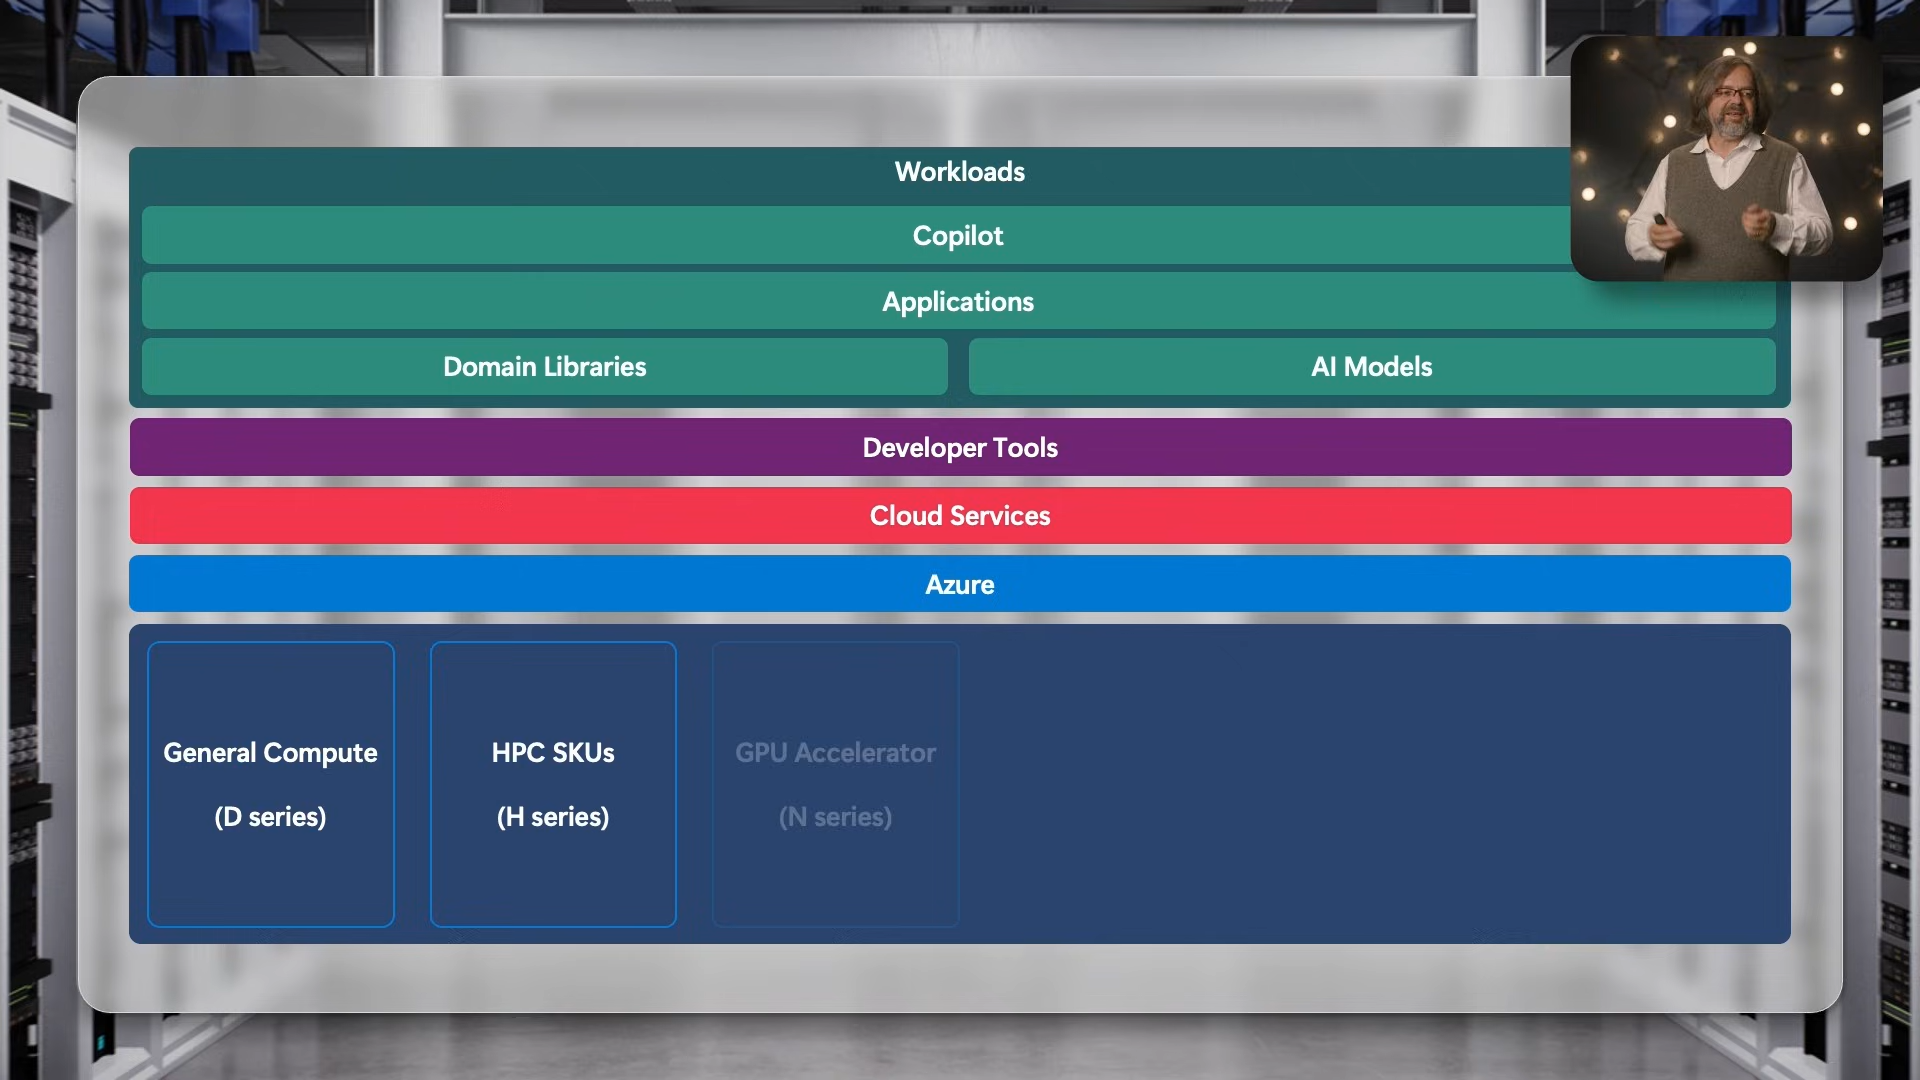 Workloads
Copilot
Applications
Domain Libraries
AI Models
Developer Tools
Cloud Services
Azure
General Compute
(D series)
HPC SKUs
(H series)
GPU Accelerator
(N series)